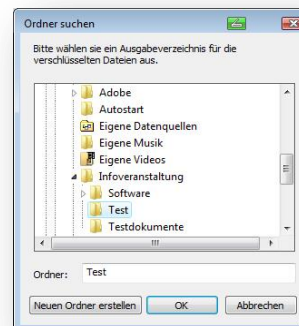 Ordner suchen
Bitte wählen sie ein Ausgabeverzeichnis für die
verschlüsselten Dateien aus.
Adobe
Autostart
Eigene Datenquellen
Eigene Musik
Eigene Videos
Infoveranstaltung
Software
Test
Testdokumente
Ordner: Test
Neuen Ordner erstellen OK Abbrechen